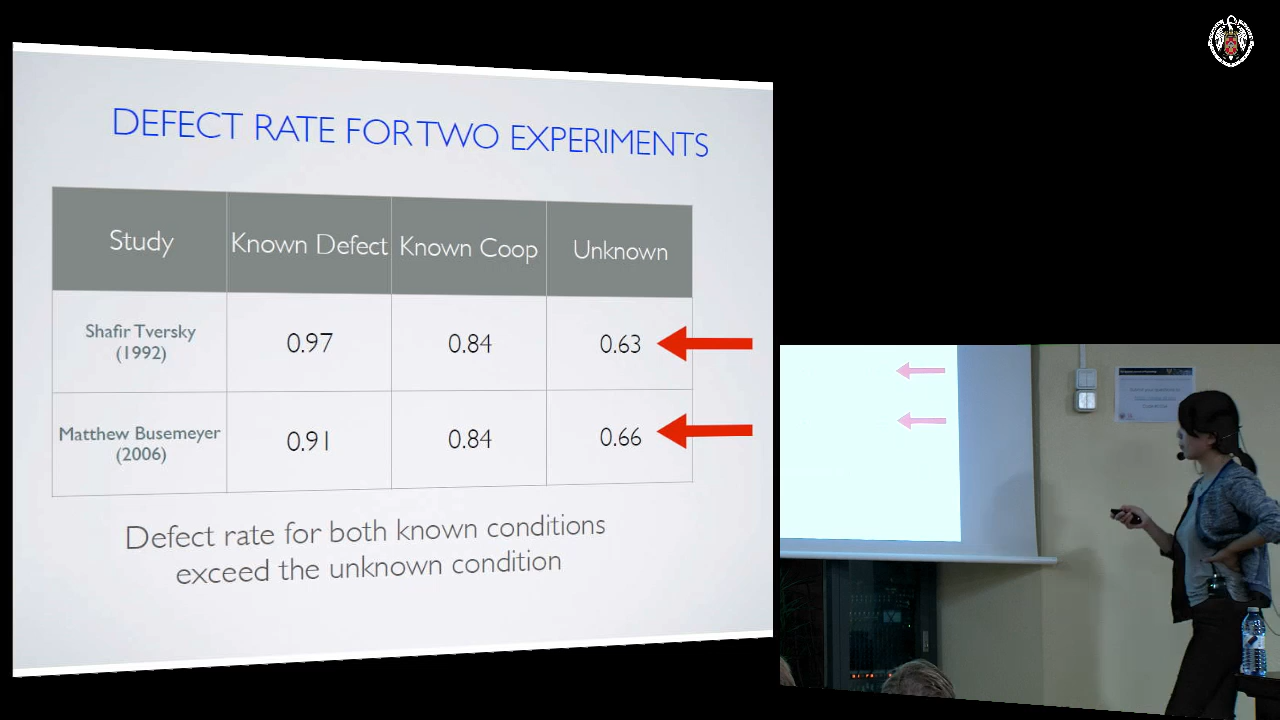 DEFECT RATE FOR TWO EXPERIMENTS
Study Known Defect Known Coop Unknown
Shafir Tversky
(1992)
0.97 0.84 0.63
Matthew Busemeyer
(2006)
0.91 0.84 0.66
Defect rate for both known conditions
exceed the unknown condition